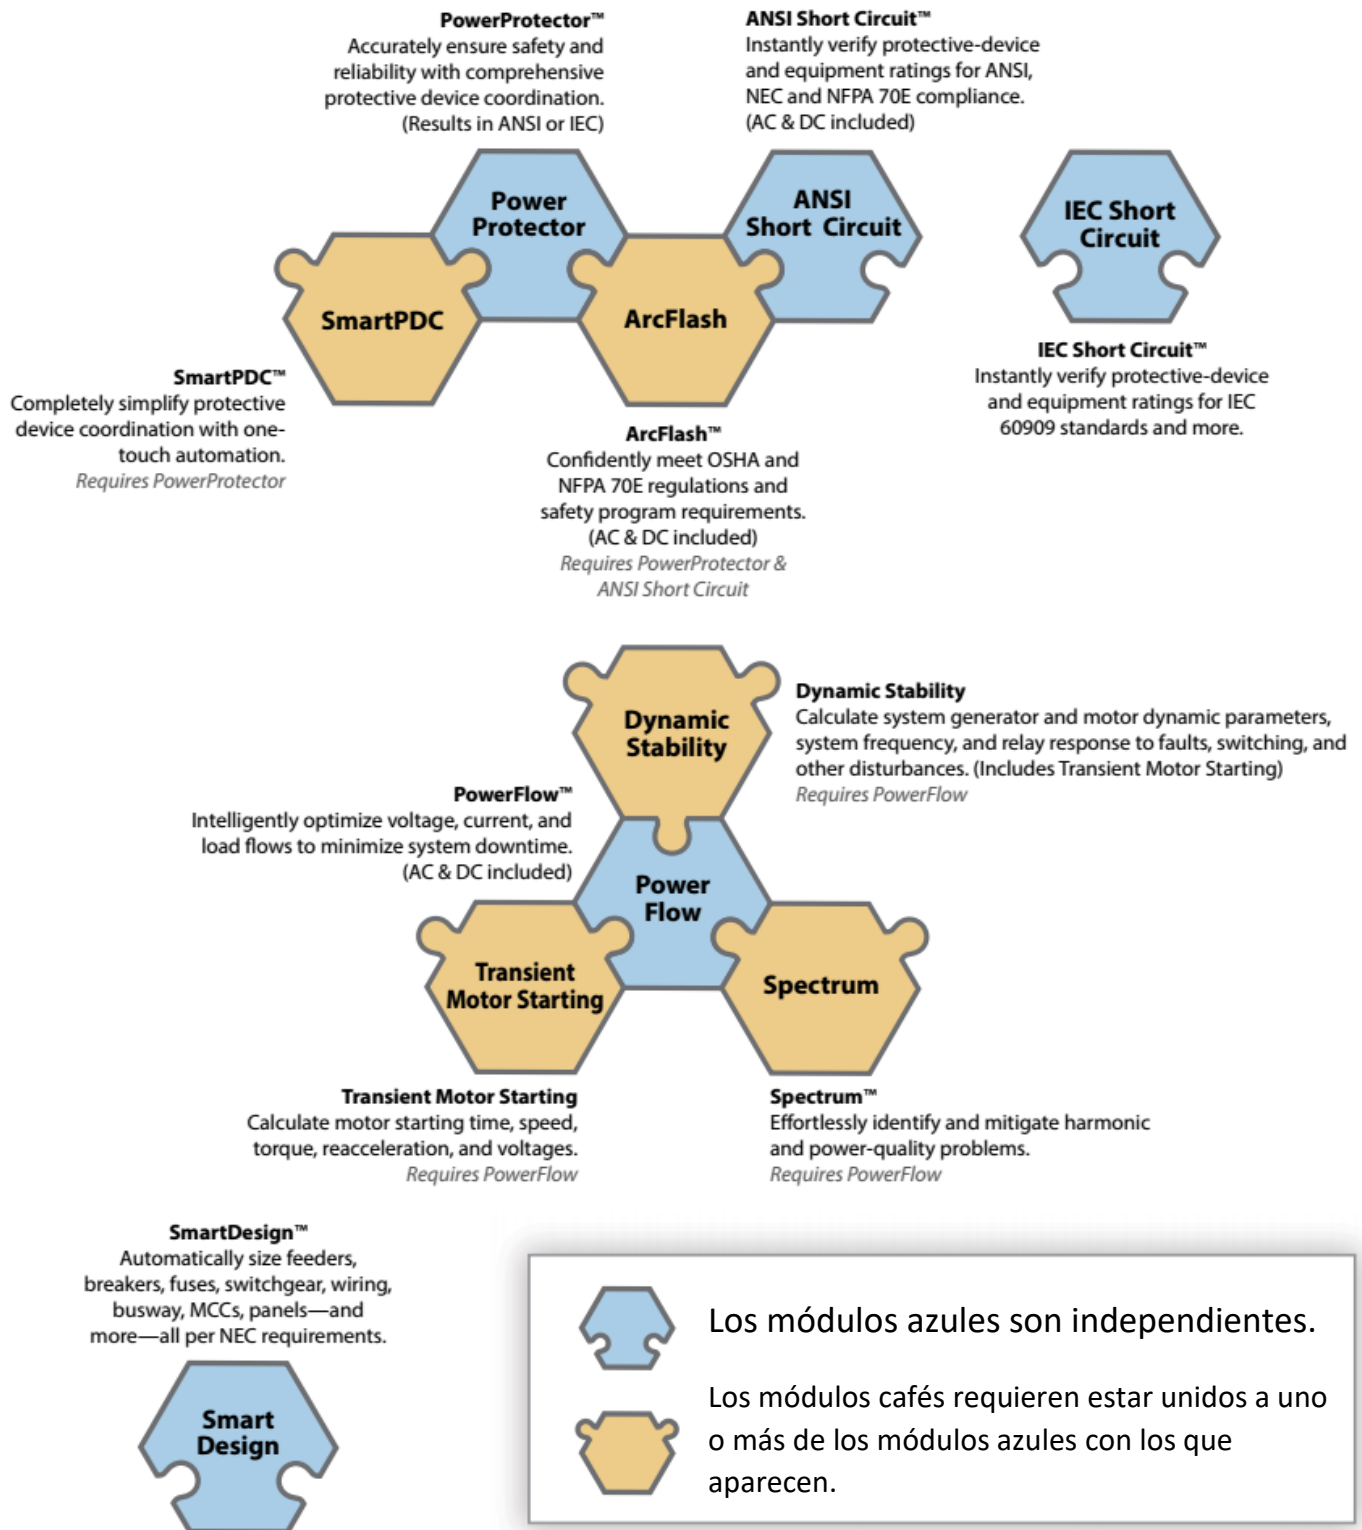 PowerProtector™
Accurately ensure safety and
reliability with comprehensive
protective device coordination.
(Results in ANSI or IEC)
ANSI Short Circuit™
Instantly verify protective-device
and equipment ratings for ANSI,
NEC and NFPA 70E compliance.
(AC & DC included)
Power
Protector
ANSI
Short Circuit
IEC Short
Circuit
SmartPDC
ArcFlash
SmartPDC™
Completely simplify protective
device coordination with one-
touch automation.
Requires PowerProtector
IEC Short Circuit™
Instantly verify protective-device
and equipment ratings for IEC
60909 standards and more.
ArcFlash™
Confidently meet OSHA and
NFPA 70E regulations and
safety program requirements.
(AC & DC included)
Requires PowerProtector &
ANSI Short Circuit
Dynamic
Stability
Dynamic Stability
Calculate system generator and motor dynamic parameters,
system frequency, and relay response to faults, switching, and
other disturbances. (Includes Transient Motor Starting)
Requires PowerFlow
PowerFlow™
Intelligently optimize voltage, current, and
load flows to minimize system downtime.
(AC & DC included)
Power
Flow
Transient
Motor Starting
Spectrum
Transient Motor Starting
Calculate motor starting time, speed,
torque, reacceleration, and voltages.
Requires PowerFlow
Spectrum™
Effortlessly identify and mitigate harmonic
and power-quality problems.
Requires PowerFlow
SmartDesign™
Automatically size feeders,
breakers, fuses, switchgear, wiring,
busway, MCCs, panels—and
more—all per NEC requirements.
Smart
Design
Los módulos azules son independientes.
Los módulos cafés requieren estar unidos a uno
o más de los módulos azules con los que
aparecen.